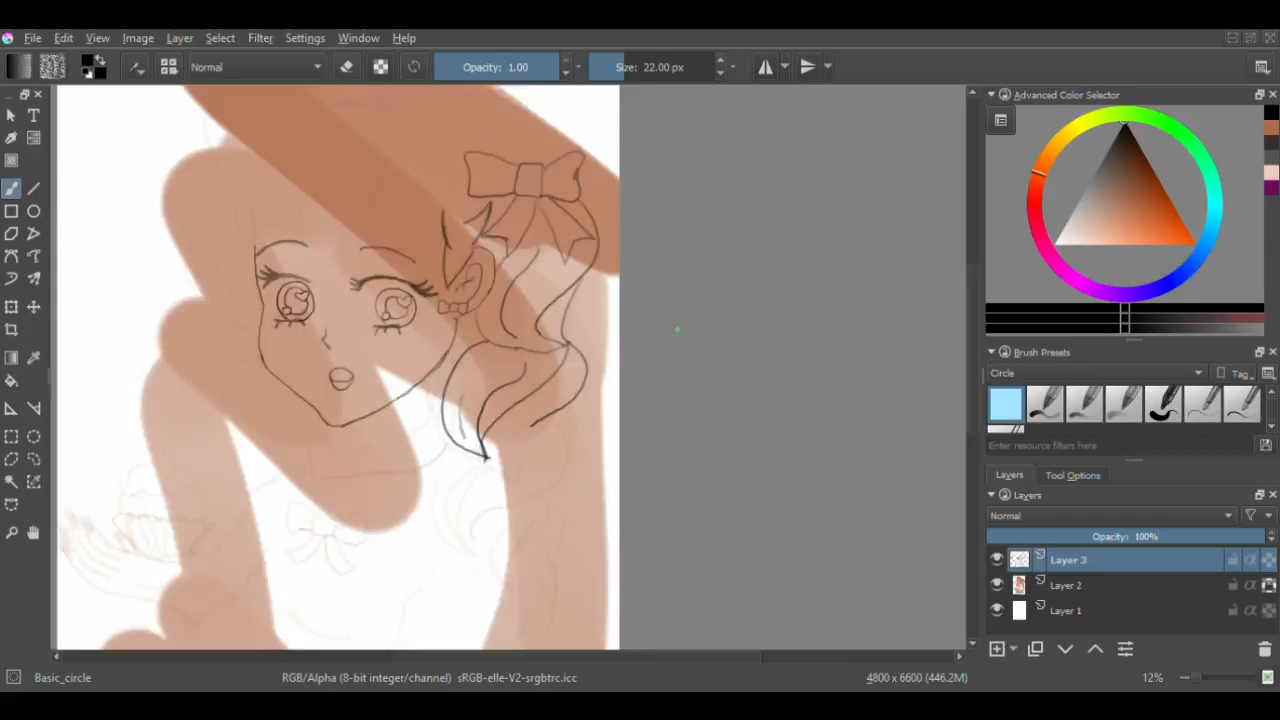 File Edit View Image Layer Select Filter Settings Window Help
Normal Opacity: 1.00 Size: 22.00 px
Advanced Color Selector
Brush Presets
Circle Tag
Enter resource filters here
Layers Tool Options
Layers
Normal
Opacity: 100%
Layer 3
Layer 2
Layer 1
Basic_circle RGB/Alpha (8-bit integer/channel) sRGB-elle-V2-srgbtrc.icc 4800 x 6600 (446.2M) 12%